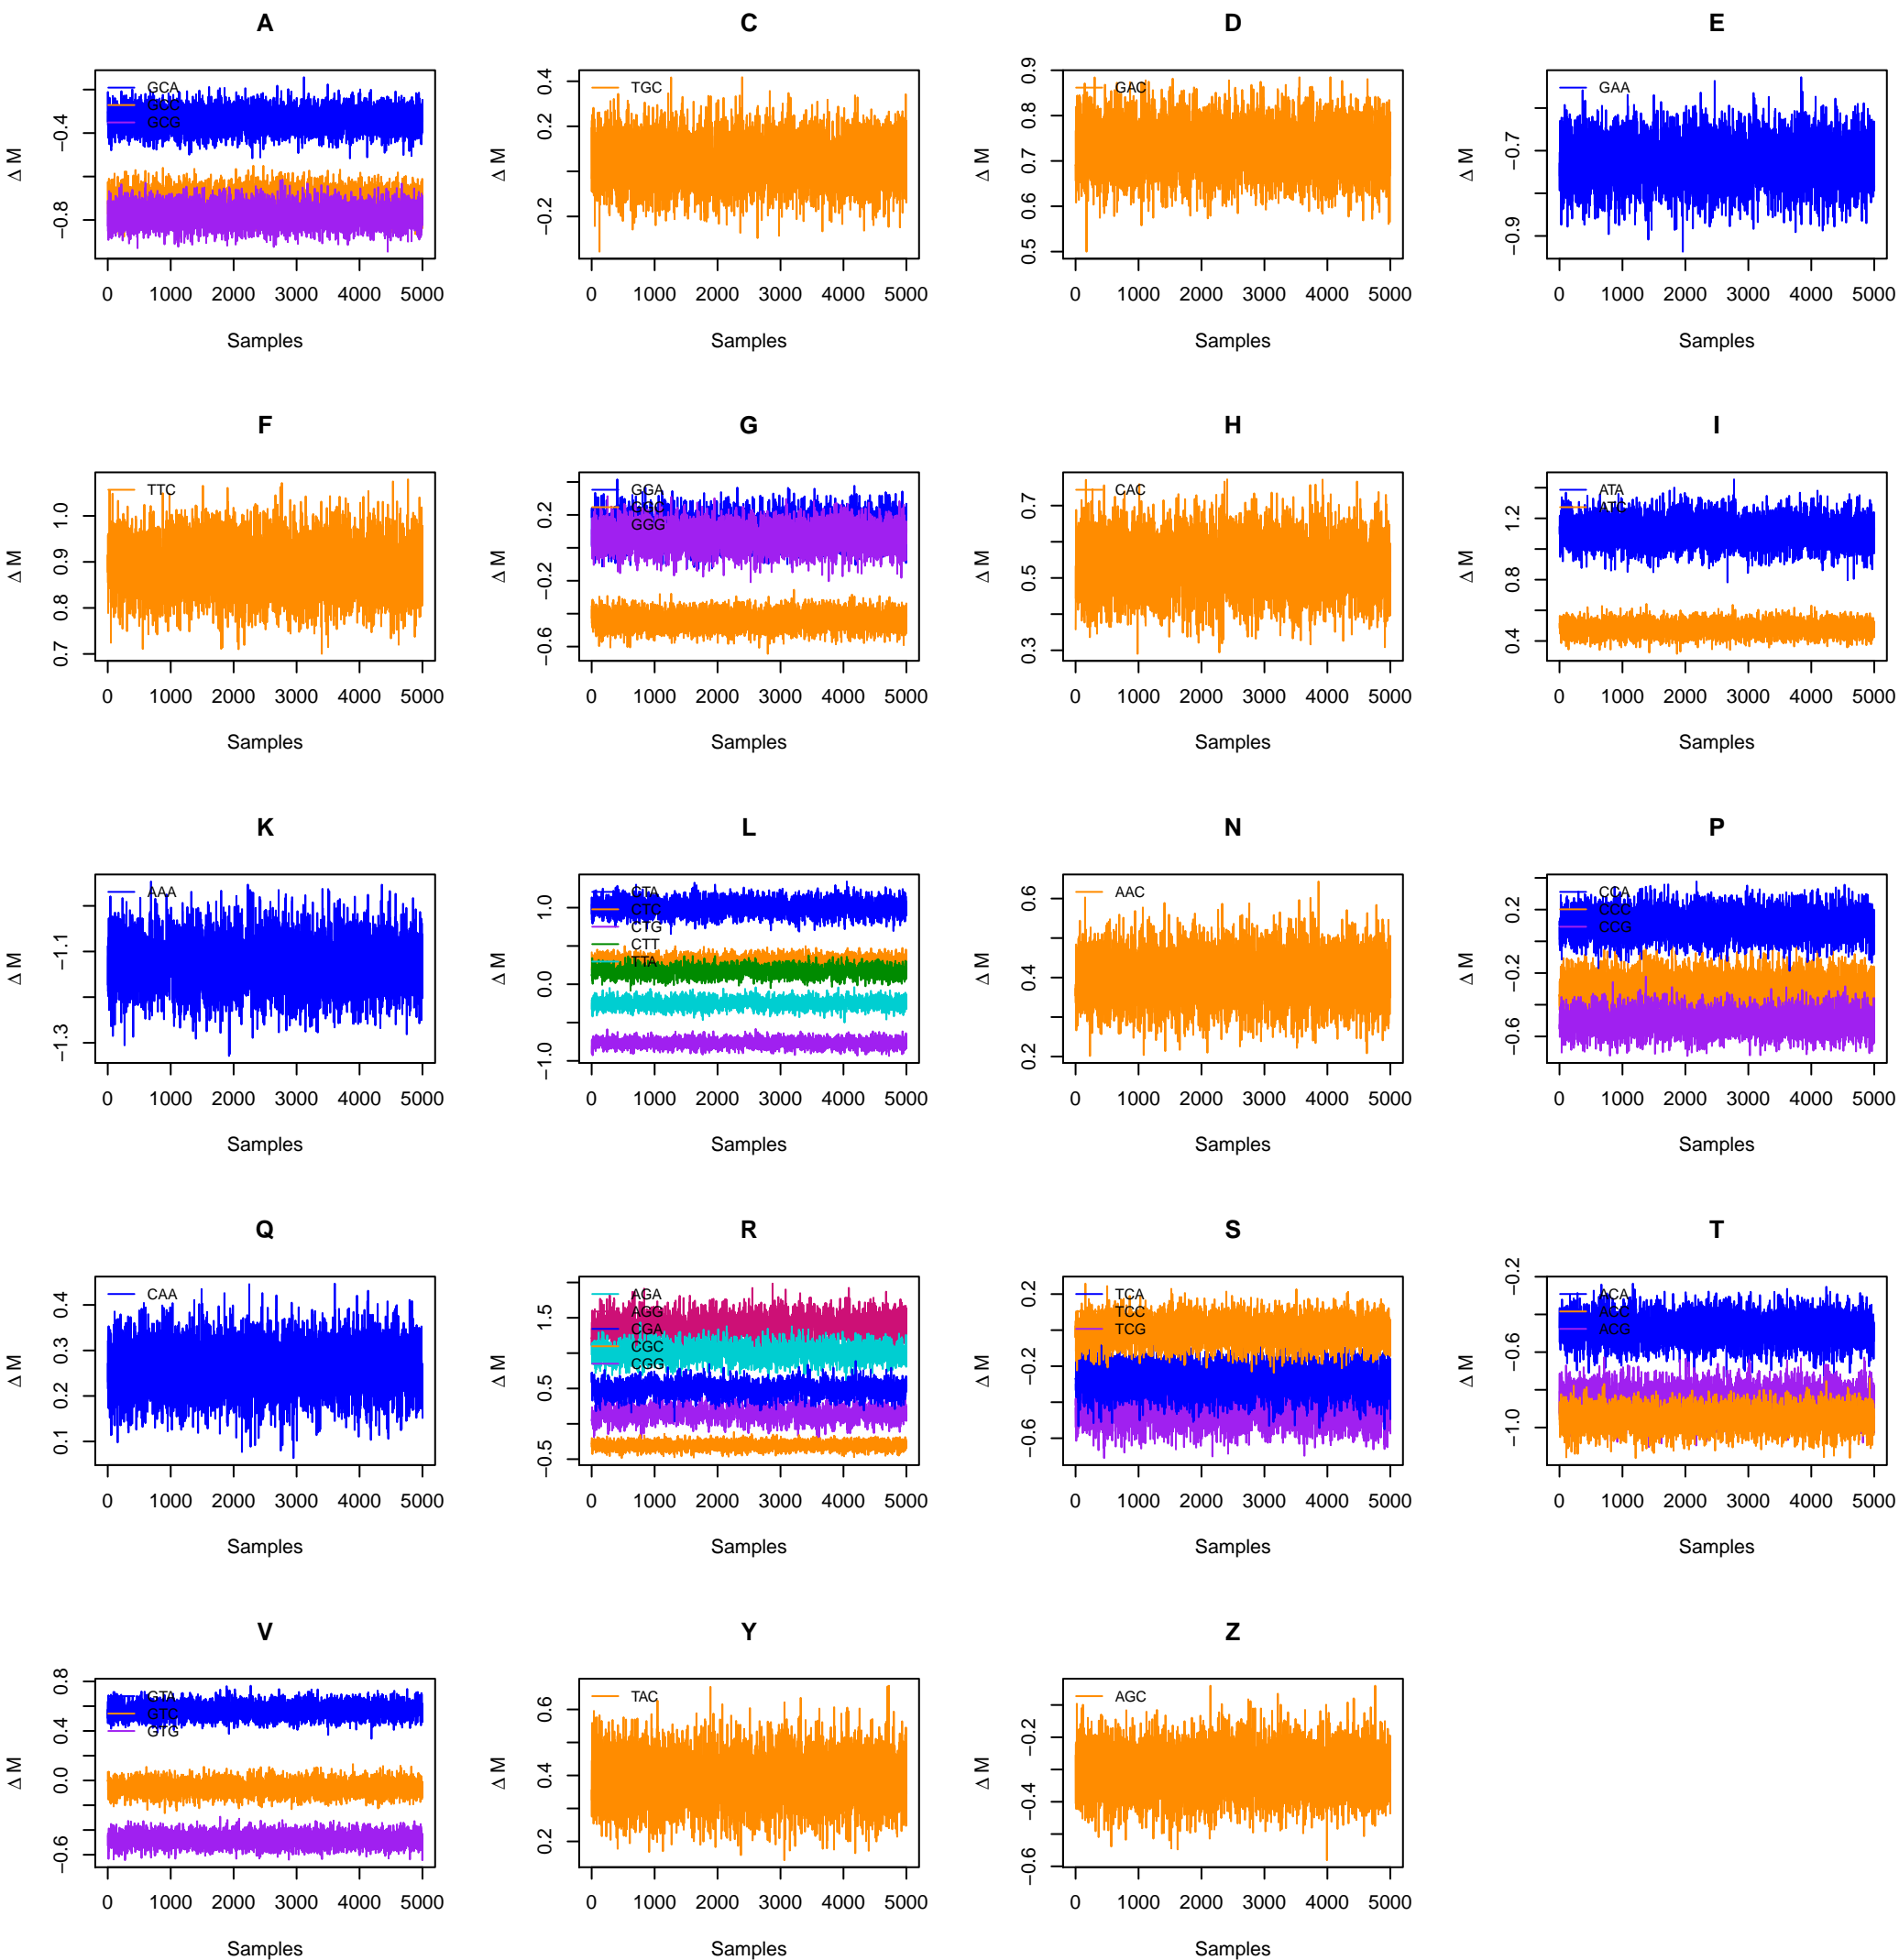 A
C
D
E
GCA
GCC
GCG
TGC
GAC
GAA
Δ M
−0.8
−0.4
Δ M
−0.2
0.2
0.4
Δ M
0.5
0.6
0.7
0.8
0.9
Δ M
−0.9
−0.7
0 1000 2000 3000 4000 5000
0 1000 2000 3000 4000 5000
0 1000 2000 3000 4000 5000
0 1000 2000 3000 4000 5000
Samples
Samples
Samples
Samples
F
G
H
I
TTC
GGA
GGC
GGG
CAC
ATA
ATC
Δ M
0.7
0.8
0.9
1.0
Δ M
−0.6
−0.2
0.2
Δ M
0.3
0.5
0.7
Δ M
0.4
0.8
1.2
0 1000 2000 3000 4000 5000
0 1000 2000 3000 4000 5000
0 1000 2000 3000 4000 5000
0 1000 2000 3000 4000 5000
Samples
Samples
Samples
Samples
K
L
N
P
AAA
CTA
CTC
CTG
CTT
TTA
AAC
CCA
CCC
CCG
Δ M
−1.3
−1.1
Δ M
−1.0
0.0
1.0
Δ M
0.2
0.4
0.6
Δ M
−0.6
−0.2
0.2
0 1000 2000 3000 4000 5000
0 1000 2000 3000 4000 5000
0 1000 2000 3000 4000 5000
0 1000 2000 3000 4000 5000
Samples
Samples
Samples
Samples
Q
R
S
T
CAA
AGA
AGG
CGA
CGC
CGG
TCA
TCC
TCG
ACA
ACC
ACG
Δ M
0.1
0.2
0.3
0.4
Δ M
−0.5
0.5
1.5
Δ M
−0.6
−0.2
0.2
Δ M
−1.0
−0.6
−0.2
0 1000 2000 3000 4000 5000
0 1000 2000 3000 4000 5000
0 1000 2000 3000 4000 5000
0 1000 2000 3000 4000 5000
Samples
Samples
Samples
Samples
V
Y
Z
GTA
GTC
GTG
TAC
AGC
Δ M
−0.6
0.0
0.4
0.8
Δ M
0.2
0.4
0.6
Δ M
−0.6
−0.4
−0.2
0 1000 2000 3000 4000 5000
0 1000 2000 3000 4000 5000
0 1000 2000 3000 4000 5000
Samples
Samples
Samples